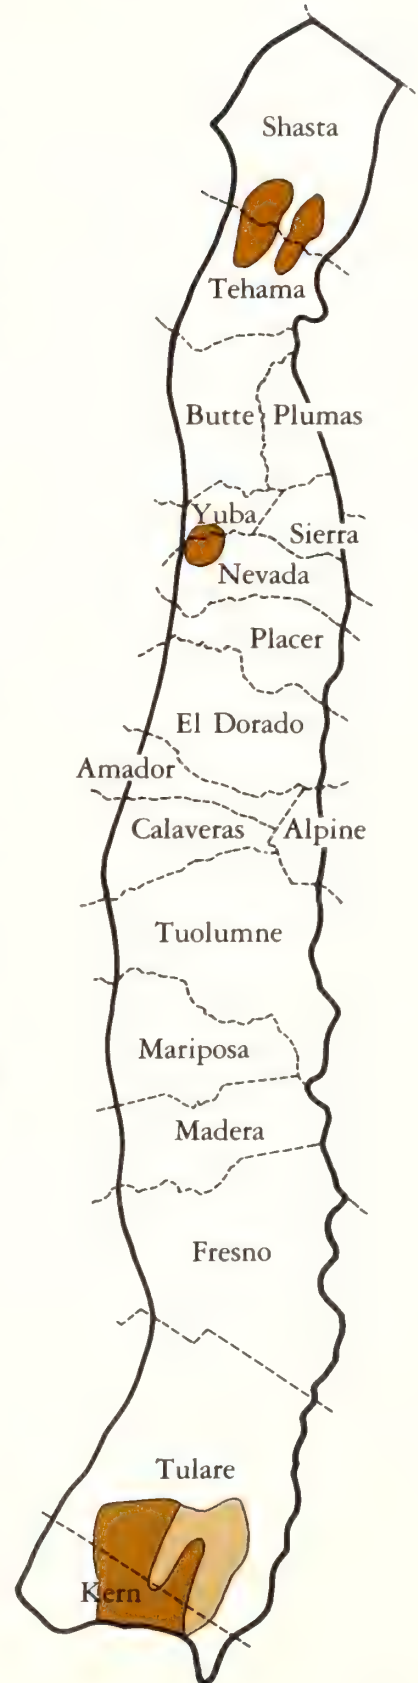 Shasta
Tehama
Butte Plumas
Yuba
Sierra
Nevada
Placer
El Dorado
Amador
Calaveras Alpine
Tuolumne
Mariposa
Madera
Fresno
Tulare
Kern